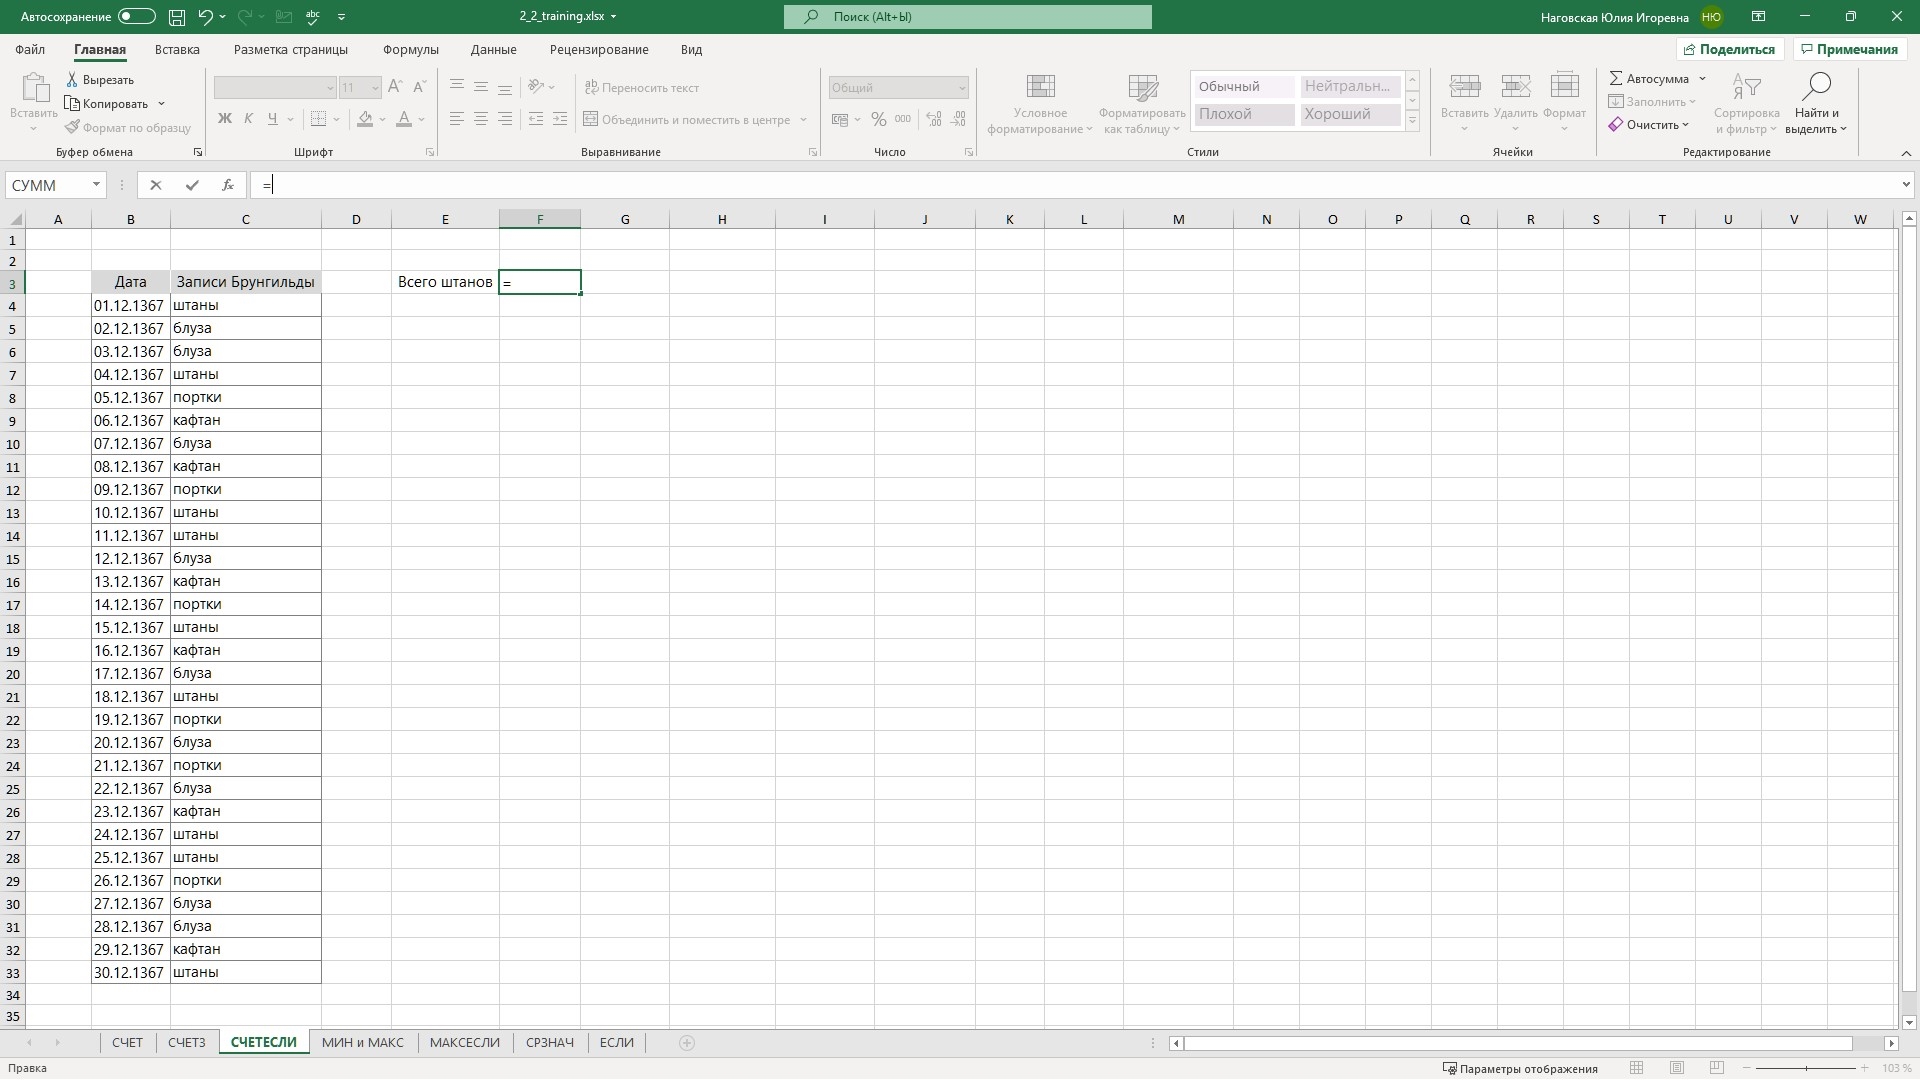 Автосохранение 2_2_training.xlsx Поиск (Alt+Ы) Наговская Юлия Игоревна НЮ
Файл Главная Вставка Разметка страницы Формулы Данные Рецензирование Вид Поделиться Примечания
Вставить
Вырезать
Копировать
Формат по образцу
Буфер обмена
11
Ж К Ч
Шрифт
Переносить текст
Объединить и поместить в центре
Выравнивание
Общий
% 000
Число
Условное форматирование
Форматировать как таблицу
Обычный Нейтральн...
Плохой Хороший
Стили
Вставить Удалить Формат
Ячейки
Автосумма
Заполнить
Очистить
Сортировка и фильтр
Найти и выделить
Редактирование
СУММ fx =
A B C D E F G H I J K L M N O P Q R S T U V W
1
2
3 Дата Записи Брунгильды Всего штанов =
4 01.12.1367 штаны
5 02.12.1367 блуза
6 03.12.1367 блуза
7 04.12.1367 штаны
8 05.12.1367 портки
9 06.12.1367 кафтан
10 07.12.1367 блуза
11 08.12.1367 кафтан
12 09.12.1367 портки
13 10.12.1367 штаны
14 11.12.1367 штаны
15 12.12.1367 блуза
16 13.12.1367 кафтан
17 14.12.1367 портки
18 15.12.1367 штаны
19 16.12.1367 кафтан
20 17.12.1367 блуза
21 18.12.1367 штаны
22 19.12.1367 портки
23 20.12.1367 блуза
24 21.12.1367 портки
25 22.12.1367 блуза
26 23.12.1367 кафтан
27 24.12.1367 штаны
28 25.12.1367 штаны
29 26.12.1367 портки
30 27.12.1367 блуза
31 28.12.1367 блуза
32 29.12.1367 кафтан
33 30.12.1367 штаны
34
35
СЧЕТ СЧЕТЗ СЧЕТЕСЛИ МИН и МАКС МАКСЕСЛИ СРЗНАЧ ЕСЛИ
Правка Параметры отображения 103 %